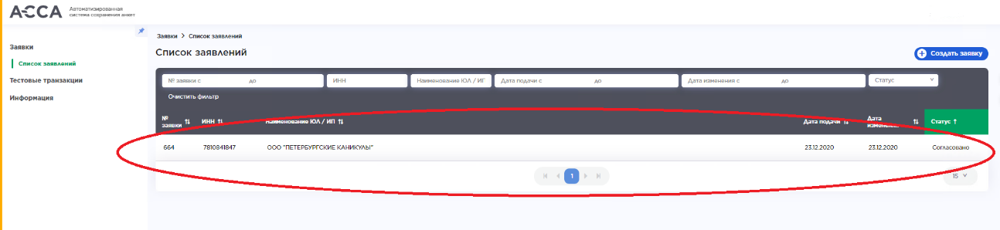 ACCA Автоматизированная
система сохранения анкет
Заявки > Список заявлений
Заявки
Список заявлений
Список заявлений
Создать заявку
Тестовые транзакции
Информация
№ заявки с до ИНН Наименование ЮЛ / ИП Дата подачи с до Дата изменения с до Статус
Очистить фильтр
№ заявки ИНН Наименование ЮЛ / ИП Дата подачи Дата изменен... Статус
664 7810841847 ООО "ПЕТЕРБУРГСКИЕ КАНИКУЛЫ" 23.12.2020 23.12.2020 Согласовано
1 15